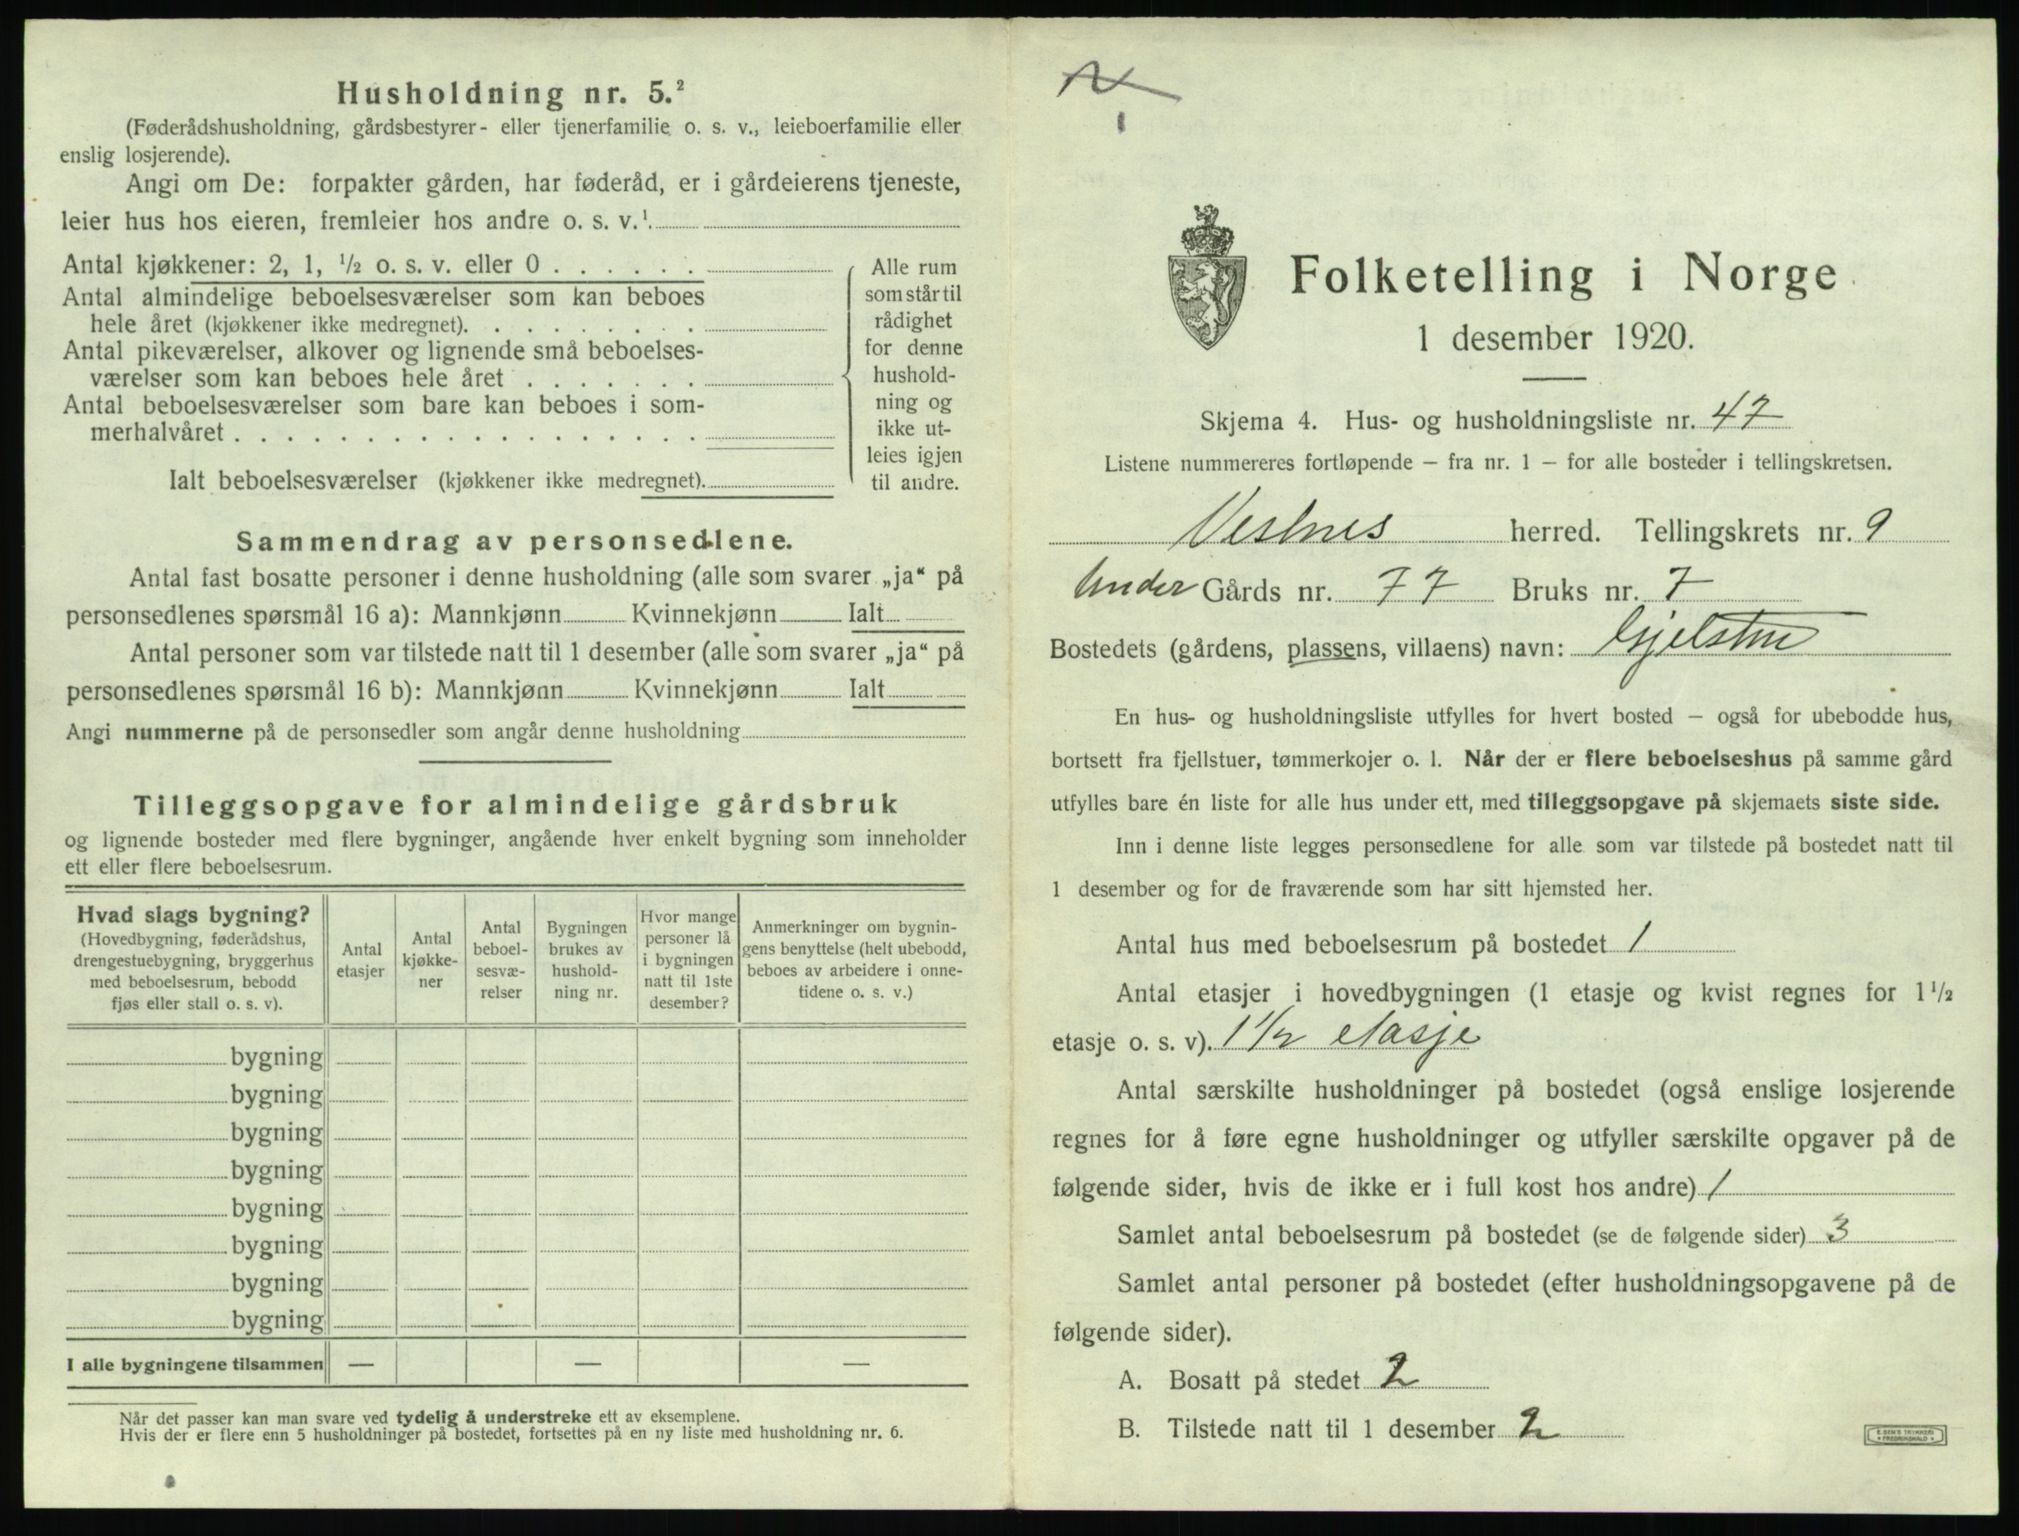 Husholdning nr. 5.²
(Føderådshusholdning, gårdsbestyrer- eller tjenerfamilie o. s. v., leieboerfamilie eller
enslig losjerende).
Angi om De: forpakter gården, har føderåd, er i gårdeierens tjeneste,
leier hus hos eieren, fremleier hos andre o. s. v.¹
Antal kjøkkener: 2, 1, ½ o. s. v. eller 0 . . . . . .
Antal almindelige beboelsesværelser som kan beboes
hele året (kjøkkener ikke medregnet). . . . . . . . .
Antal pikeværelser, alkover og lignende små beboelses-
værelser som kan beboes hele året . . . . . . .
Antal beboelsesværelser som bare kan beboes i som-
merhalvåret . . . . . . . . . . . . . . . . . .
Ialt beboelsesværelser (kjøkkener ikke medregnet).
Alle rum
som står til
rådighet
for denne
hushold-
ning og
ikke ut-
leies igjen
til andre.
Sammendrag av personsedlene.
Antal fast bosatte personer i denne husholdning (alle som svarer „ja“ på
personsedlenes spørsmål 16 a): Mannkjønn Kvinnekjønn Ialt
Antal personer som var tilstede natt til 1 desember (alle som svarer „ja“ på
personsedlenes spørsmål 16 b): Mannkjønn Kvinnekjønn Ialt
Angi nummerne på de personsedler som angår denne husholdning
Tilleggsopgave for almindelige gårdsbruk
og lignende bosteder med flere bygninger, angående hver enkelt bygning som inneholder
ett eller flere beboelsesrum.
Hvad slags bygning?
(Hovedbygning, føderådshus,
drengestuebygning, bryggerhus
med beboelsesrum, bebodd
fjøs eller stall o. s. v).
Antal
etasjer
Antal
kjøkke-
ner
Antal
beboel-
sesvæ-
relser
Bygningen
brukes av
hushold-
ning nr.
Hvor mange
personer lå
i bygningen
natt til 1ste
desember?
Anmerkninger om bygnin-
gens benyttelse (helt ubebodd,
beboes av arbeidere i onne-
tidene o. s. v.)
bygning
bygning
bygning
bygning
bygning
bygning
bygning
bygning
I alle bygningene tilsammen — — —
Når det passer kan man svare ved tydelig å understreke ett av eksemplene.
Hvis der er flere enn 5 husholdninger på bostedet, fortsettes på en ny liste med husholdning nr. 6.
Folketelling i Norge
1 desember 1920.
Skjema 4. Hus- og husholdningsliste nr. 47
Listene nummereres fortløpende – fra nr. 1 – for alle bosteder i tellingskretsen.
Vestnes herred. Tellingskrets nr. 9
Under Gårds nr. 77 Bruks nr. 7
Bostedets (gårdens, plassens, villaens) navn: Gjelsten
En hus- og husholdningsliste utfylles for hvert bosted – også for ubebodde hus,
bortsett fra fjellstuer, tømmerkojer o. l. Når der er flere beboelseshus på samme gård
utfylles bare én liste for alle hus under ett, med tilleggsopgave på skjemaets siste side.
Inn i denne liste legges personsedlene for alle som var tilstede på bostedet natt til
1 desember og for de fraværende som har sitt hjemsted her.
Antal hus med beboelsesrum på bostedet 1
Antal etasjer i hovedbygningen (1 etasje og kvist regnes for 1½
etasje o. s. v). 1½ etasje
Antal særskilte husholdninger på bostedet (også enslige losjerende
regnes for å føre egne husholdninger og utfyller særskilte opgaver på de
følgende sider, hvis de ikke er i full kost hos andre) 1
Samlet antal beboelsesrum på bostedet (se de følgende sider) 3
Samlet antal personer på bostedet (efter husholdningsopgavene på de
følgende sider).
A. Bosatt på stedet 2
B. Tilstede natt til 1 desember 2
E. SEM'S TRYKKERI
FREDRIKSHALD